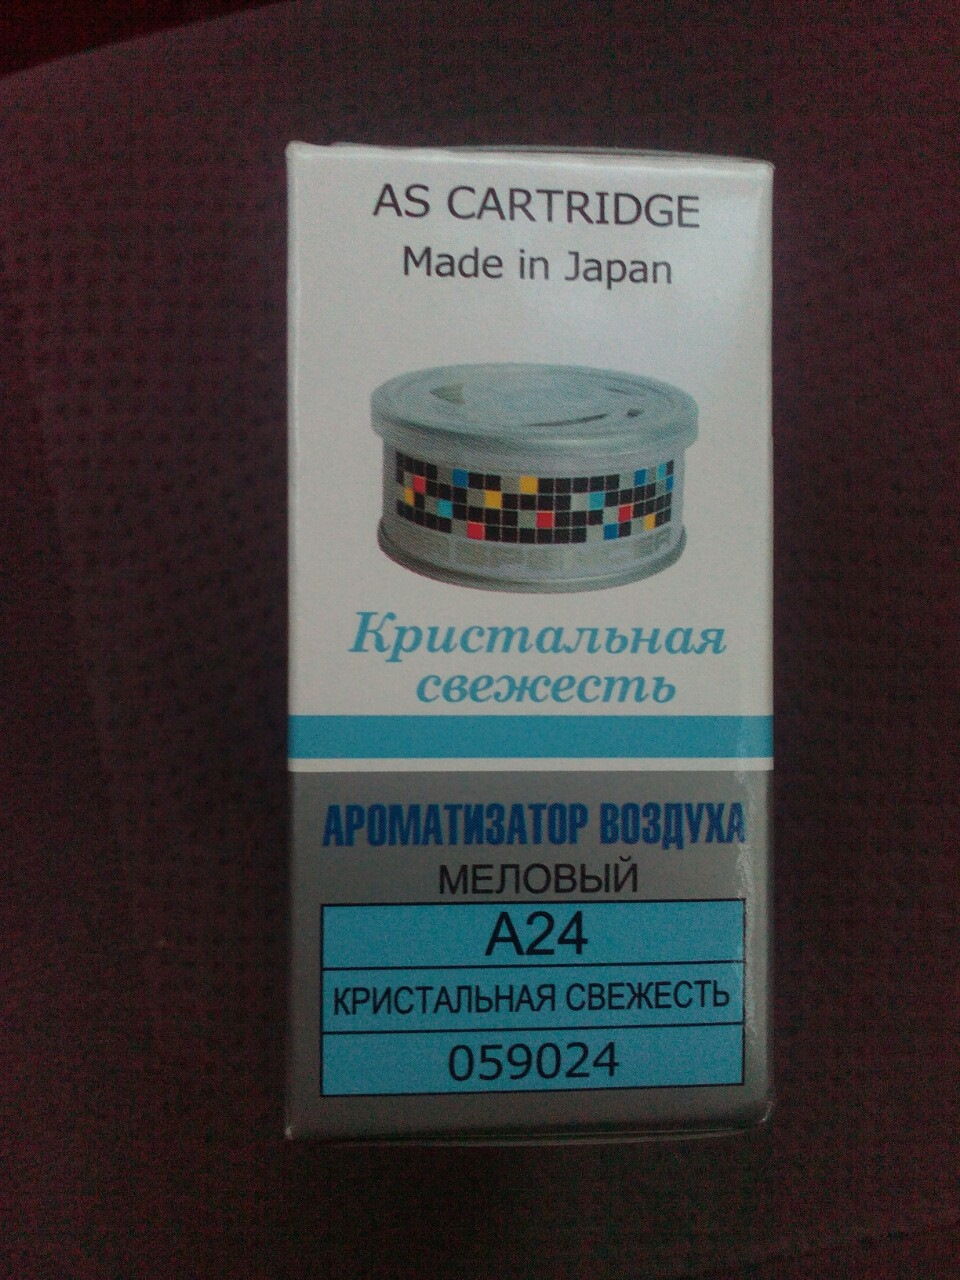 AS CARTRIDGE
Made in Japan
Кристальная
свежесть
АРОМАТИЗАТОР ВОЗДУХА
МЕЛОВЫЙ
A24
КРИСТАЛЬНАЯ СВЕЖЕСТЬ
059024